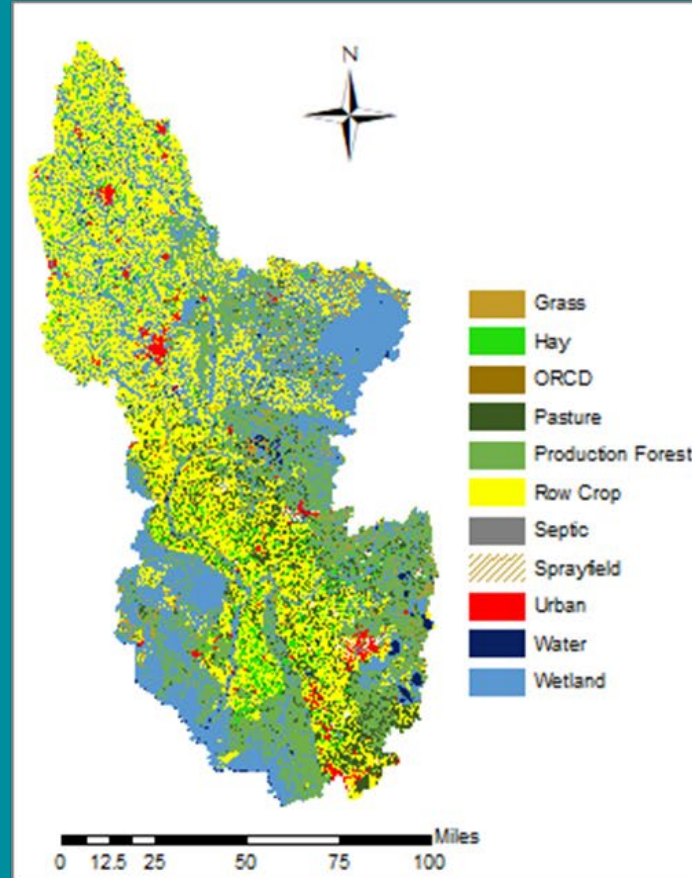 N
Grass
Hay
ORCD
Pasture
Production Forest
Row Crop
Septic
Sprayfield
Urban
Water
Wetland
Miles
0 12.5 25 50 75 100